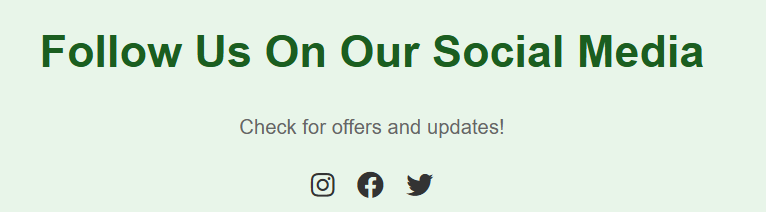 Follow Us On Our Social Media
Check for offers and updates!